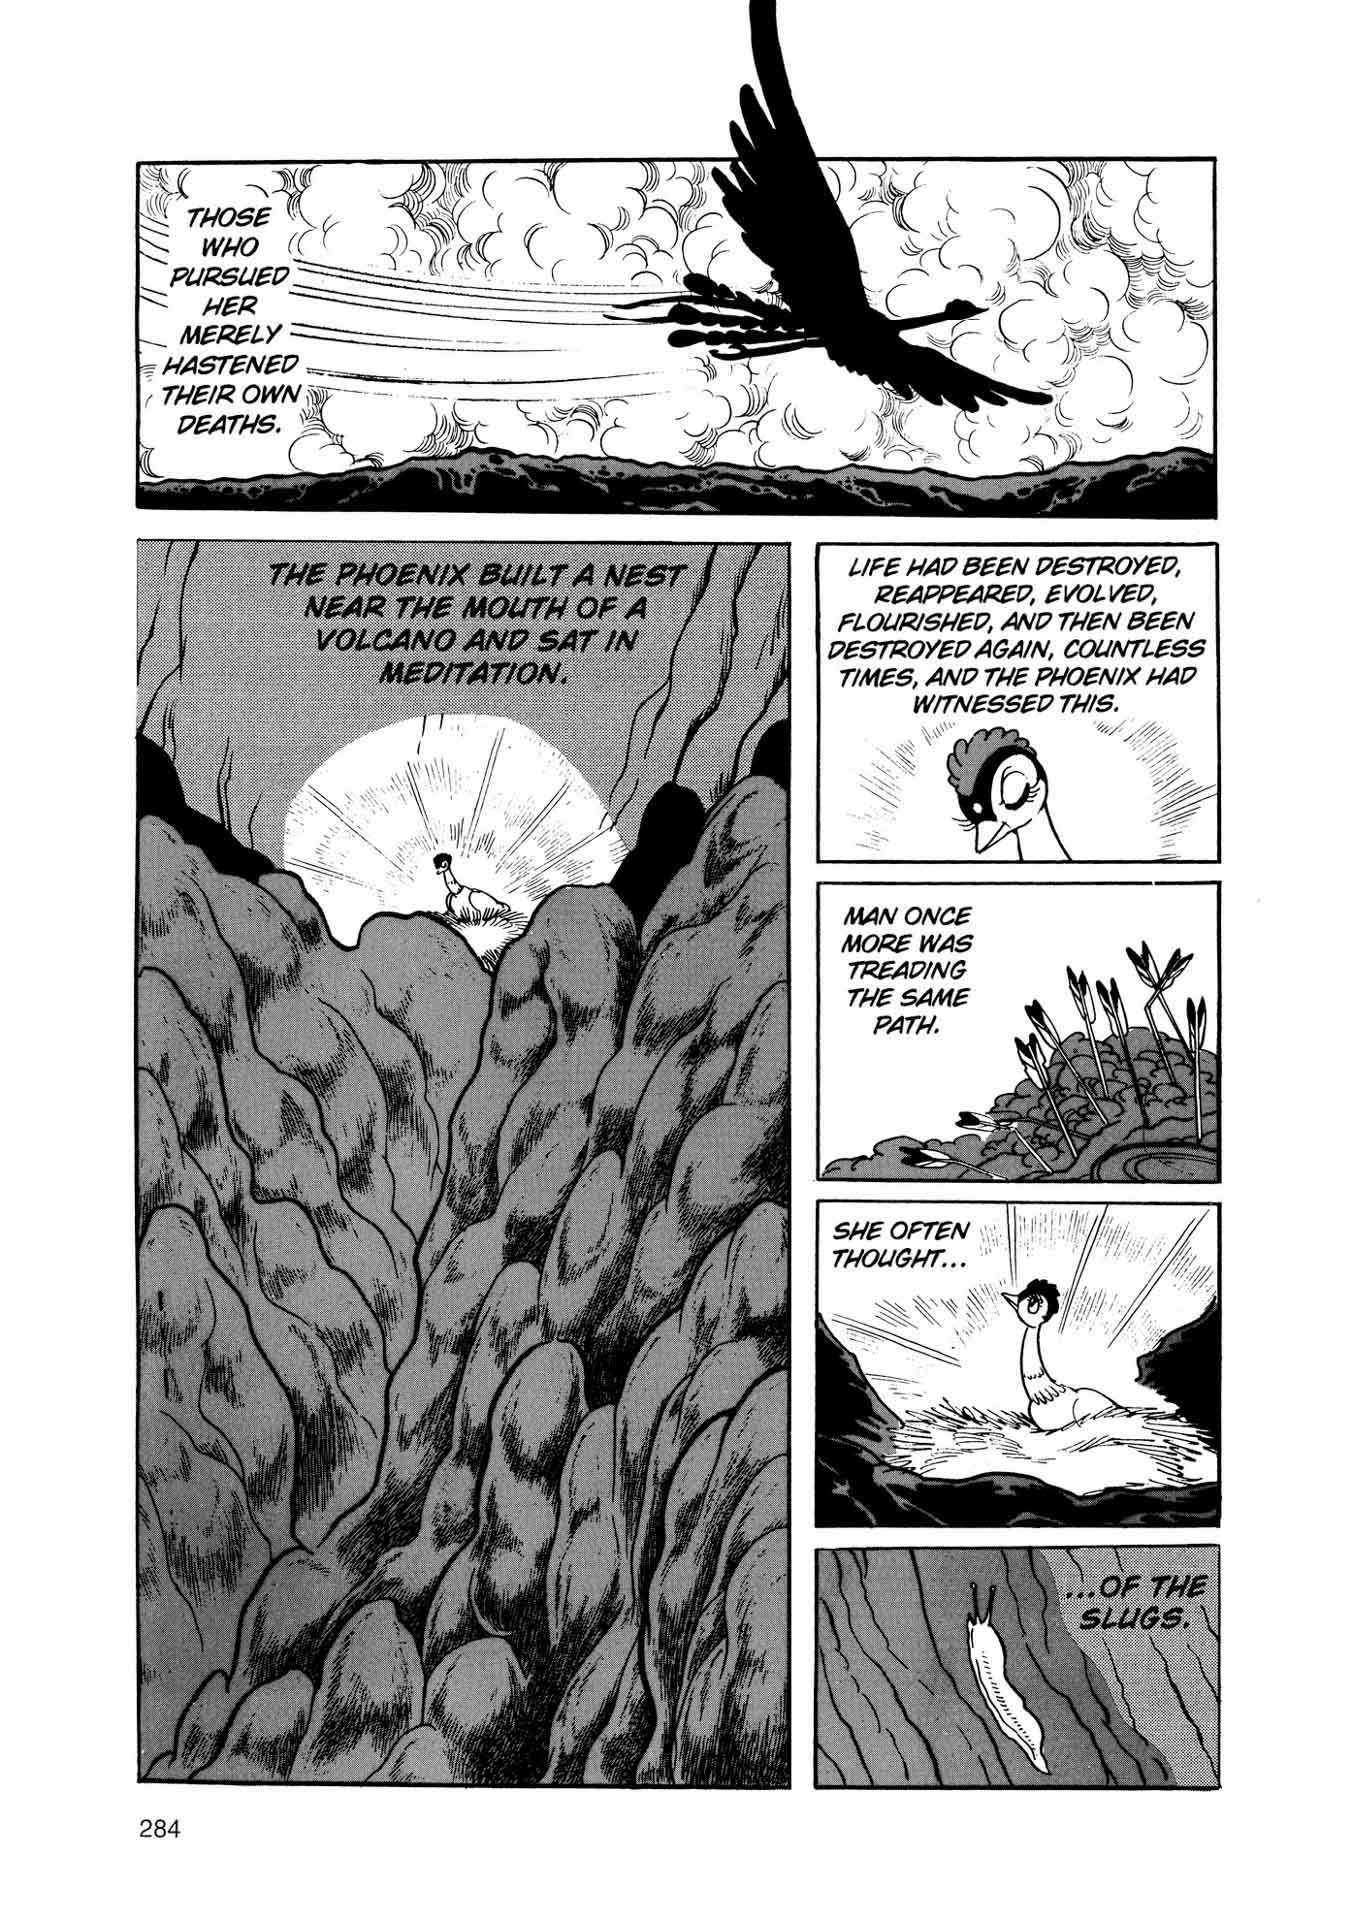 THOSE
WHO
PURSUED
HER
MERELY
HASTENED
THEIR OWN
DEATHS.
THE PHOENIX BUILT A NEST
NEAR THE MOUTH OF A
VOLCANO AND SAT IN
MEDITATION.
LIFE HAD BEEN DESTROYED,
REAPPEARED, EVOLVED,
FLOURISHED, AND THEN BEEN
DESTROYED AGAIN, COUNTLESS
TIMES, AND THE PHOENIX HAD
WITNESSED THIS.
MAN ONCE
MORE WAS
TREADING
THE SAME
PATH.
SHE OFTEN
THOUGHT...
...OF THE
SLUGS.
284